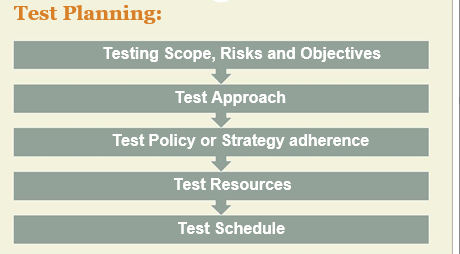 Test Planning:
Testing Scope, Risks and Objectives
Test Approach
Test Policy or Strategy adherence
Test Resources
Test Schedule